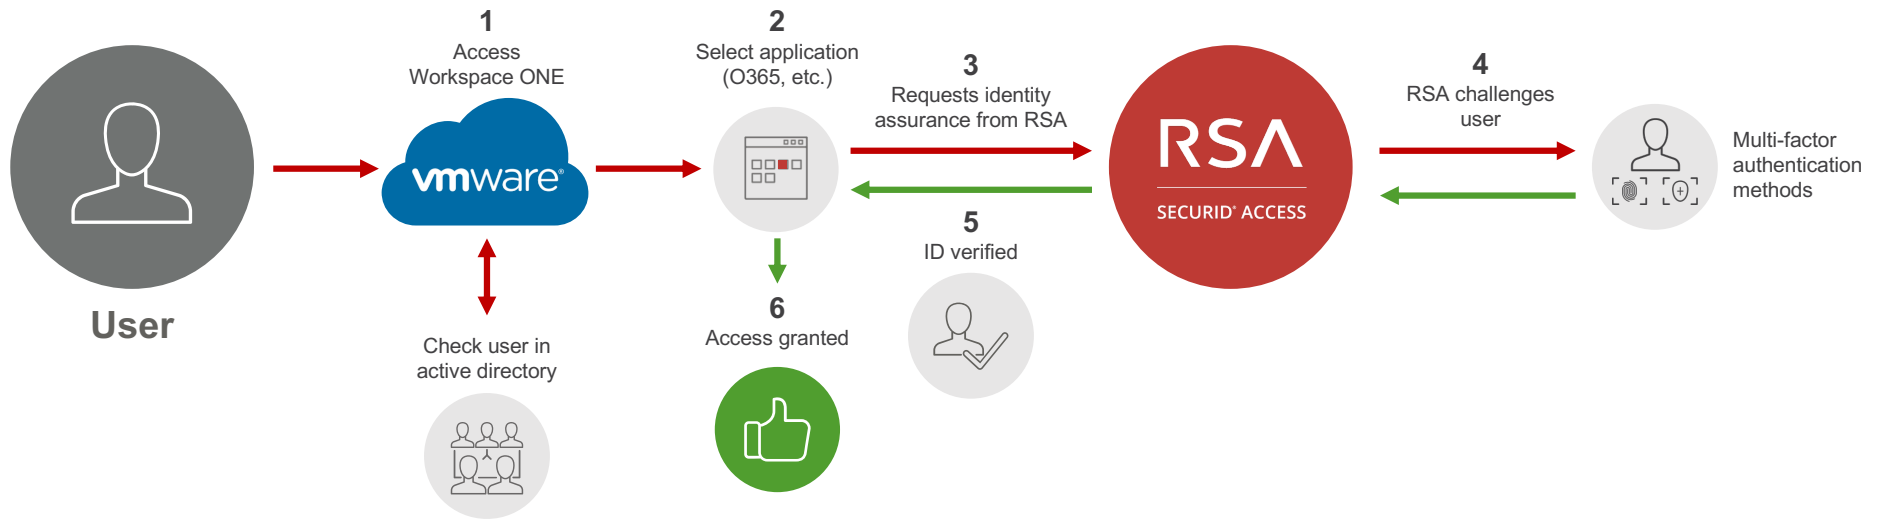 User
1
Access
Workspace ONE
vmware®
Check user in
active directory
2
Select application
(O365, etc.)
3
Requests identity
assurance from RSA
RSA
SECURID® ACCESS
4
RSA challenges
user
Multi-factor
authentication
methods
5
ID verified
6
Access granted